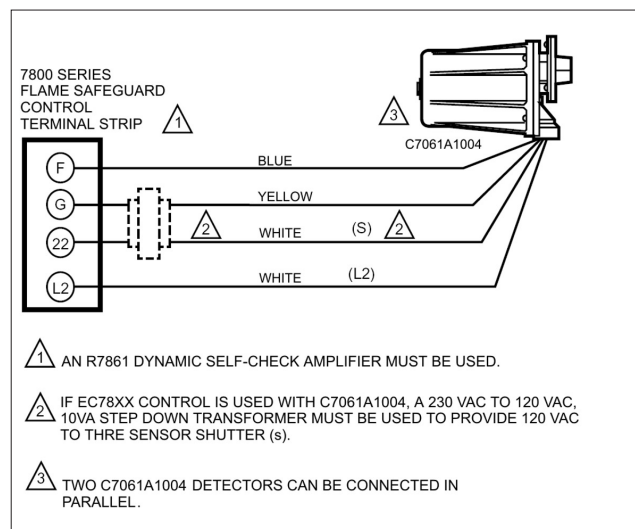 7800 SERIES
FLAME SAFEGUARD
CONTROL
TERMINAL STRIP
1
3
C7061A1004
F
BLUE
G
YELLOW
2
22
WHITE
(S)
2
L2
WHITE
(L2)
1
AN R7861 DYNAMIC SELF-CHECK AMPLIFIER MUST BE USED.
2
IF EC78XX CONTROL IS USED WITH C7061A1004, A 230 VAC TO 120 VAC,
10VA STEP DOWN TRANSFORMER MUST BE USED TO PROVIDE 120 VAC
TO THRE SENSOR SHUTTER (s).
3
TWO C7061A1004 DETECTORS CAN BE CONNECTED IN
PARALLEL.